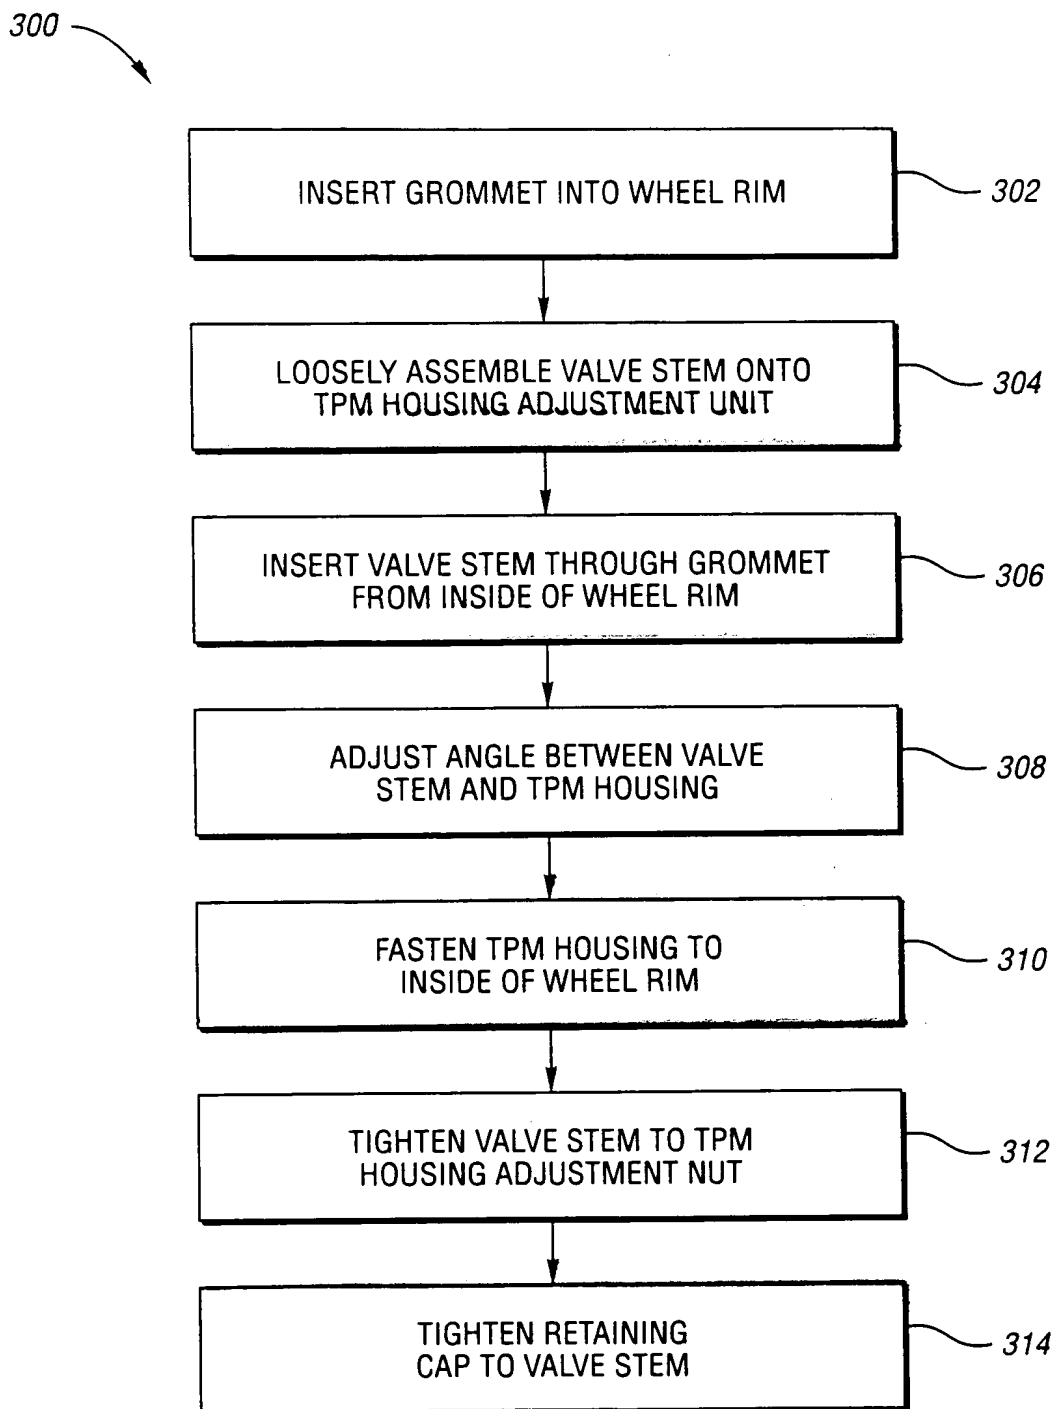 300
INSERT GROMMET INTO WHEEL RIM
302
LOOSELY ASSEMBLE VALVE STEM ONTO
TPM HOUSING ADJUSTMENT UNIT
304
INSERT VALVE STEM THROUGH GROMMET
FROM INSIDE OF WHEEL RIM
306
ADJUST ANGLE BETWEEN VALVE
STEM AND TPM HOUSING
308
FASTEN TPM HOUSING TO
INSIDE OF WHEEL RIM
310
TIGHTEN VALVE STEM TO TPM
HOUSING ADJUSTMENT NUT
312
TIGHTEN RETAINING
CAP TO VALVE STEM
314